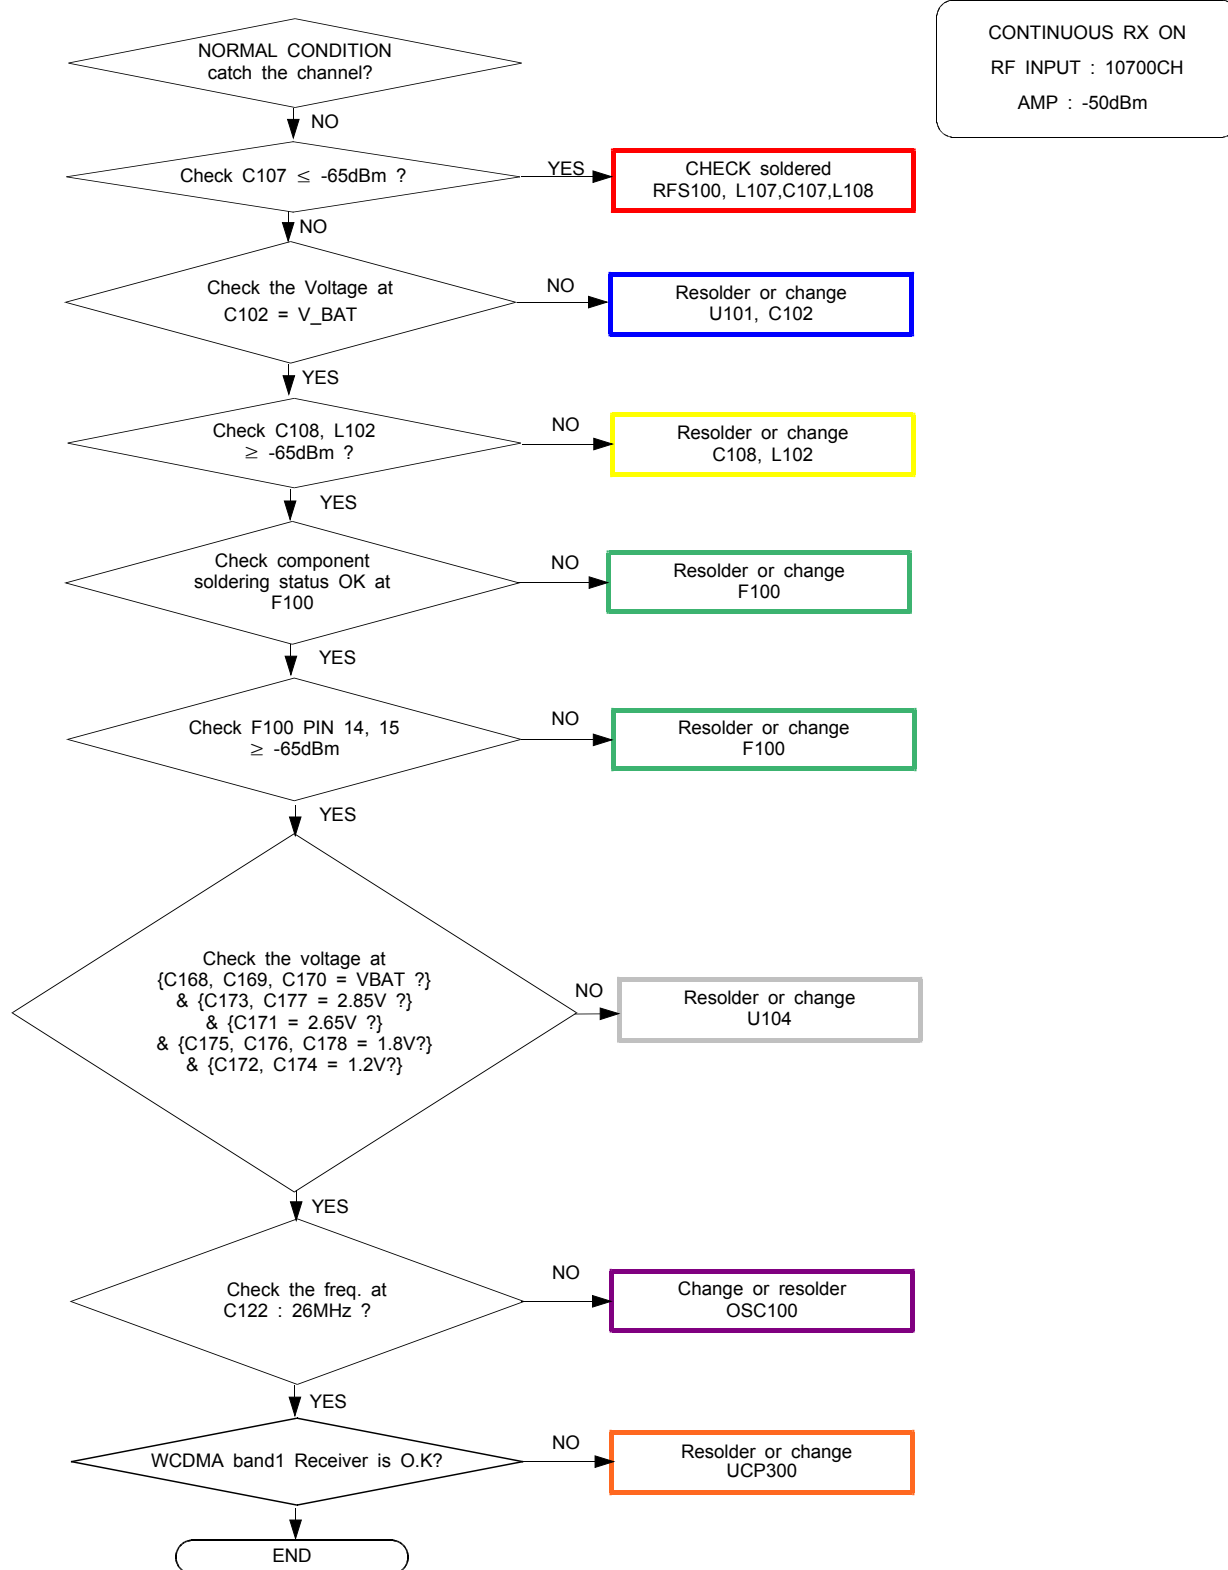 CONTINUOUS RX ON
RF INPUT : 10700CH
AMP : -50dBm
NORMAL CONDITION
catch the channel?
NO
Check C107 ≤ -65dBm ?
YES
CHECK soldered
RFS100, L107,C107,L108
NO
Check the Voltage at
C102 = V_BAT
NO
Resolder or change
U101, C102
YES
Check C108, L102
≥ -65dBm ?
NO
Resolder or change
C108, L102
YES
Check component
soldering status OK at
F100
NO
Resolder or change
F100
YES
Check F100 PIN 14, 15
≥ -65dBm
NO
Resolder or change
F100
YES
Check the voltage at
{C168, C169, C170 = VBAT ?}
& {C173, C177 = 2.85V ?}
& {C171 = 2.65V ?}
& {C175, C176, C178 = 1.8V?}
& {C172, C174 = 1.2V?}
NO
Resolder or change
U104
YES
Check the freq. at
C122 : 26MHz ?
NO
Change or resolder
OSC100
YES
WCDMA band1 Receiver is O.K?
NO
Resolder or change
UCP300
END